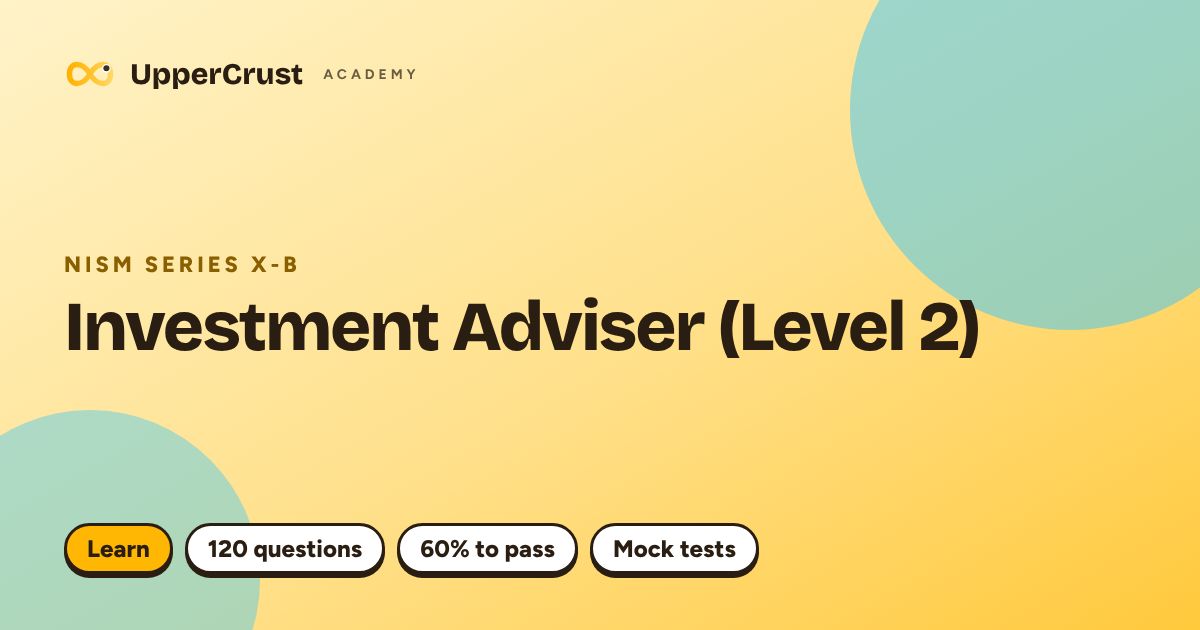 UpperCrust ACADEMY
NISM SERIES X-B
Investment Adviser (Level 2)
Learn 120 questions 60% to pass Mock tests